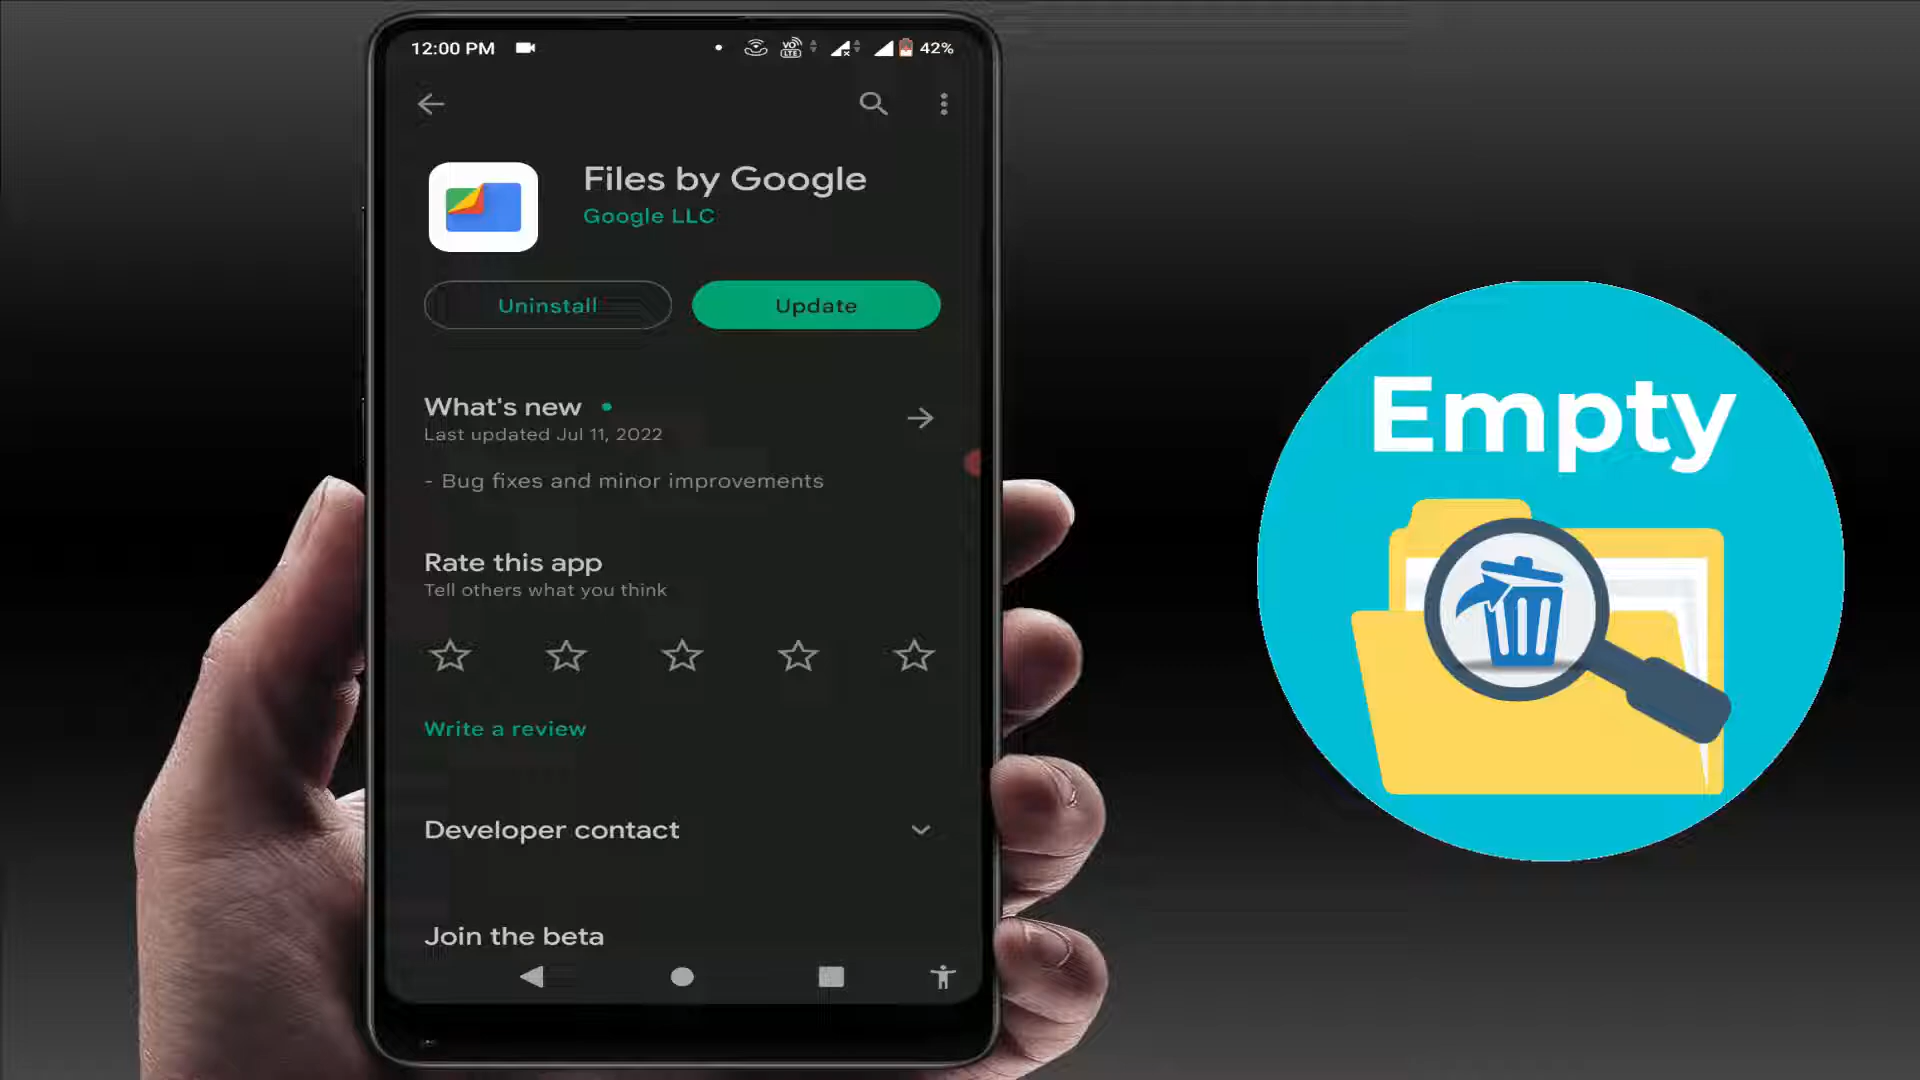 12:00 PM
VO LTE
42%
Files by Google
Google LLC
Uninstall
Update
What's new
Last updated Jul 11, 2022
- Bug fixes and minor improvements
Rate this app
Tell others what you think
Write a review
Developer contact
Join the beta
Empty